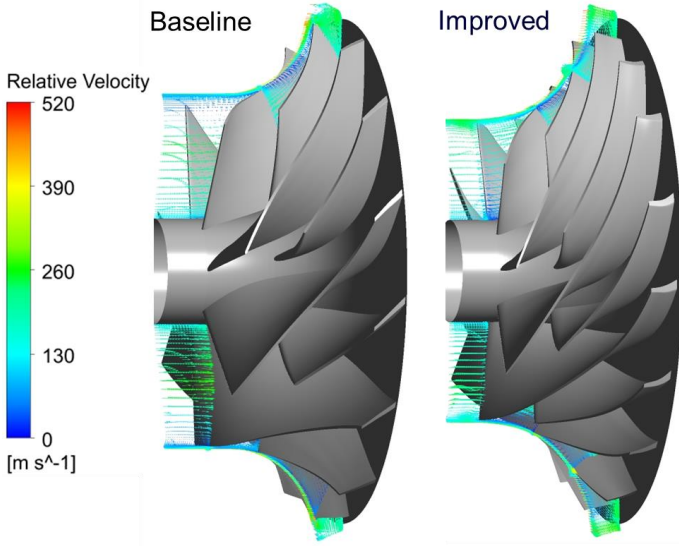 Baseline
Improved
Relative Velocity
520
390
260
130
0
[m s^-1]